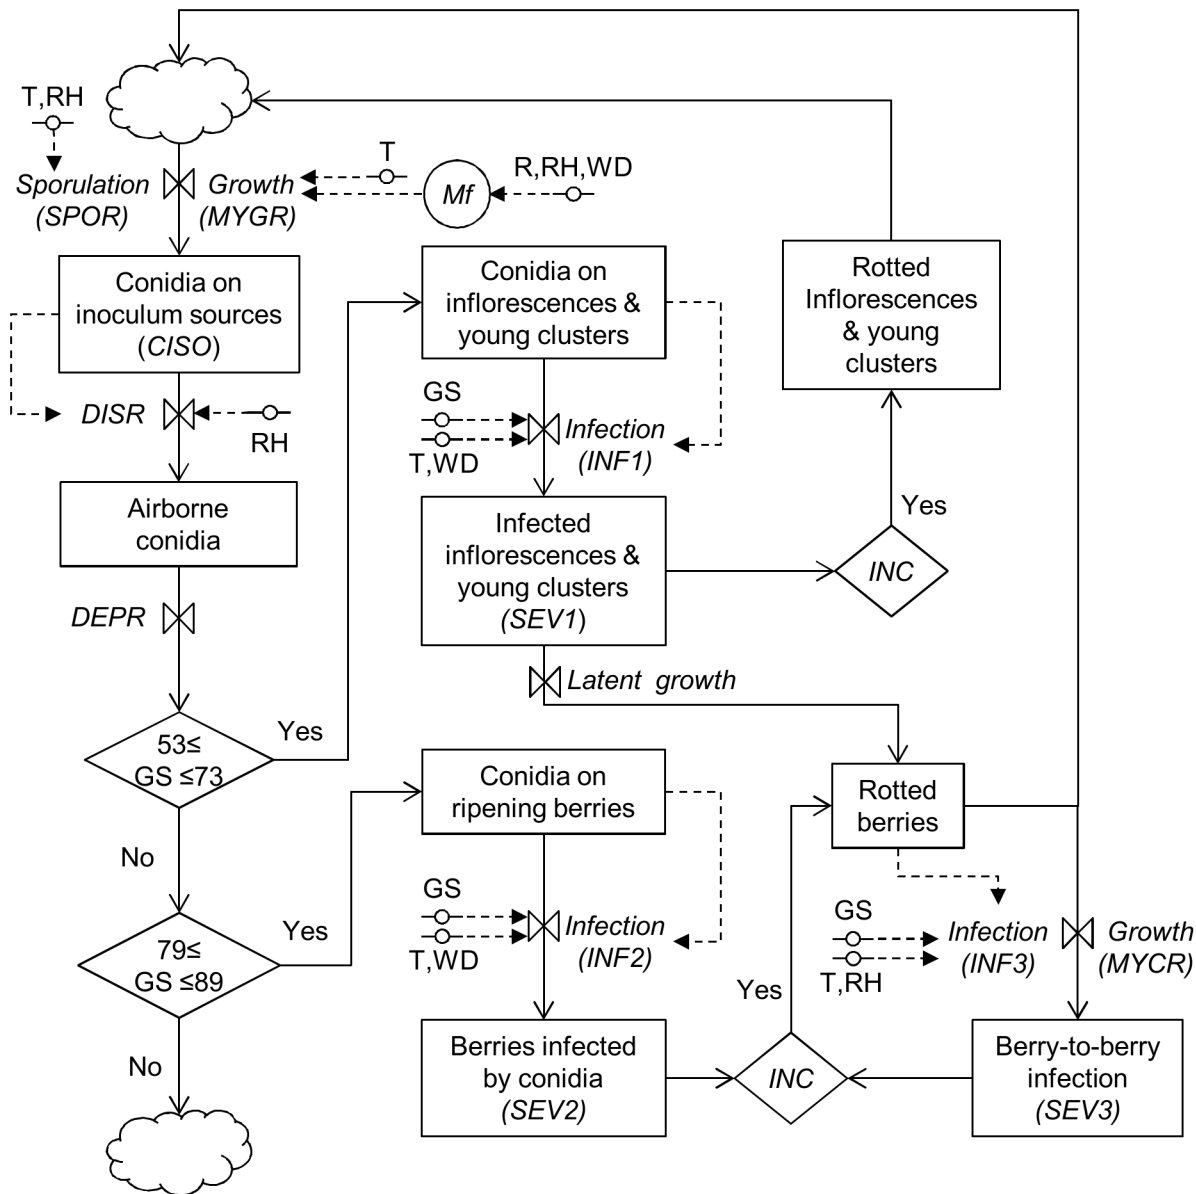 T,RH
Sporulation
(SPOR)
Growth
(MYGR)
T
Mf
R,RH,WD
Conidia on
inoculum sources
(CISO)
DISR
RH
Airborne
conidia
DEPR
53≤
GS ≤73
Yes
No
79≤
GS ≤89
Yes
No
Conidia on
inflorescences &
young clusters
GS
T,WD
Infection
(INF1)
Infected
inflorescences &
young clusters
(SEV1)
INC
Yes
Rotted
Inflorescences
& young
clusters
Latent growth
Conidia on
ripening berries
GS
T,WD
Infection
(INF2)
Berries infected
by conidia
(SEV2)
INC
Yes
Rotted
berries
GS
T,RH
Infection
(INF3)
Growth
(MYCR)
Berry-to-berry
infection
(SEV3)